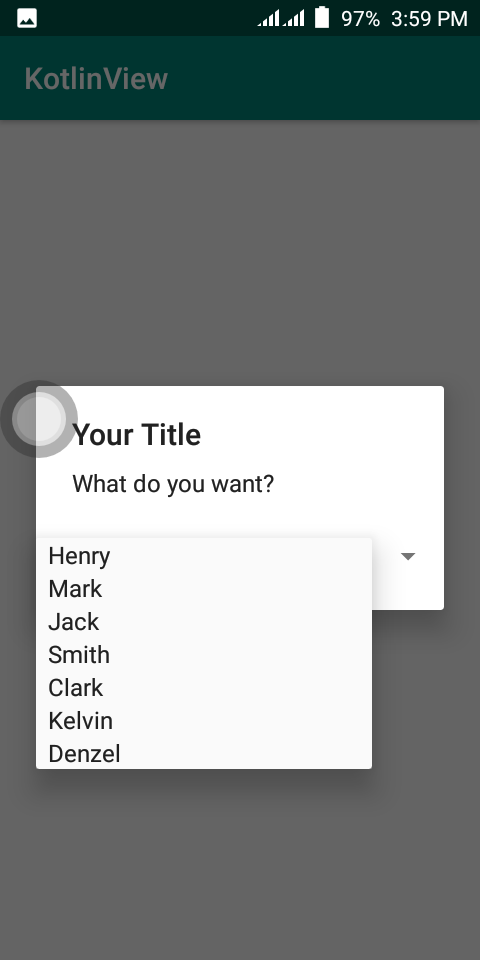 97% 3:59 PM
KotlinView
Your Title
What do you want?
Henry
Mark
Jack
Smith
Clark
Kelvin
Denzel